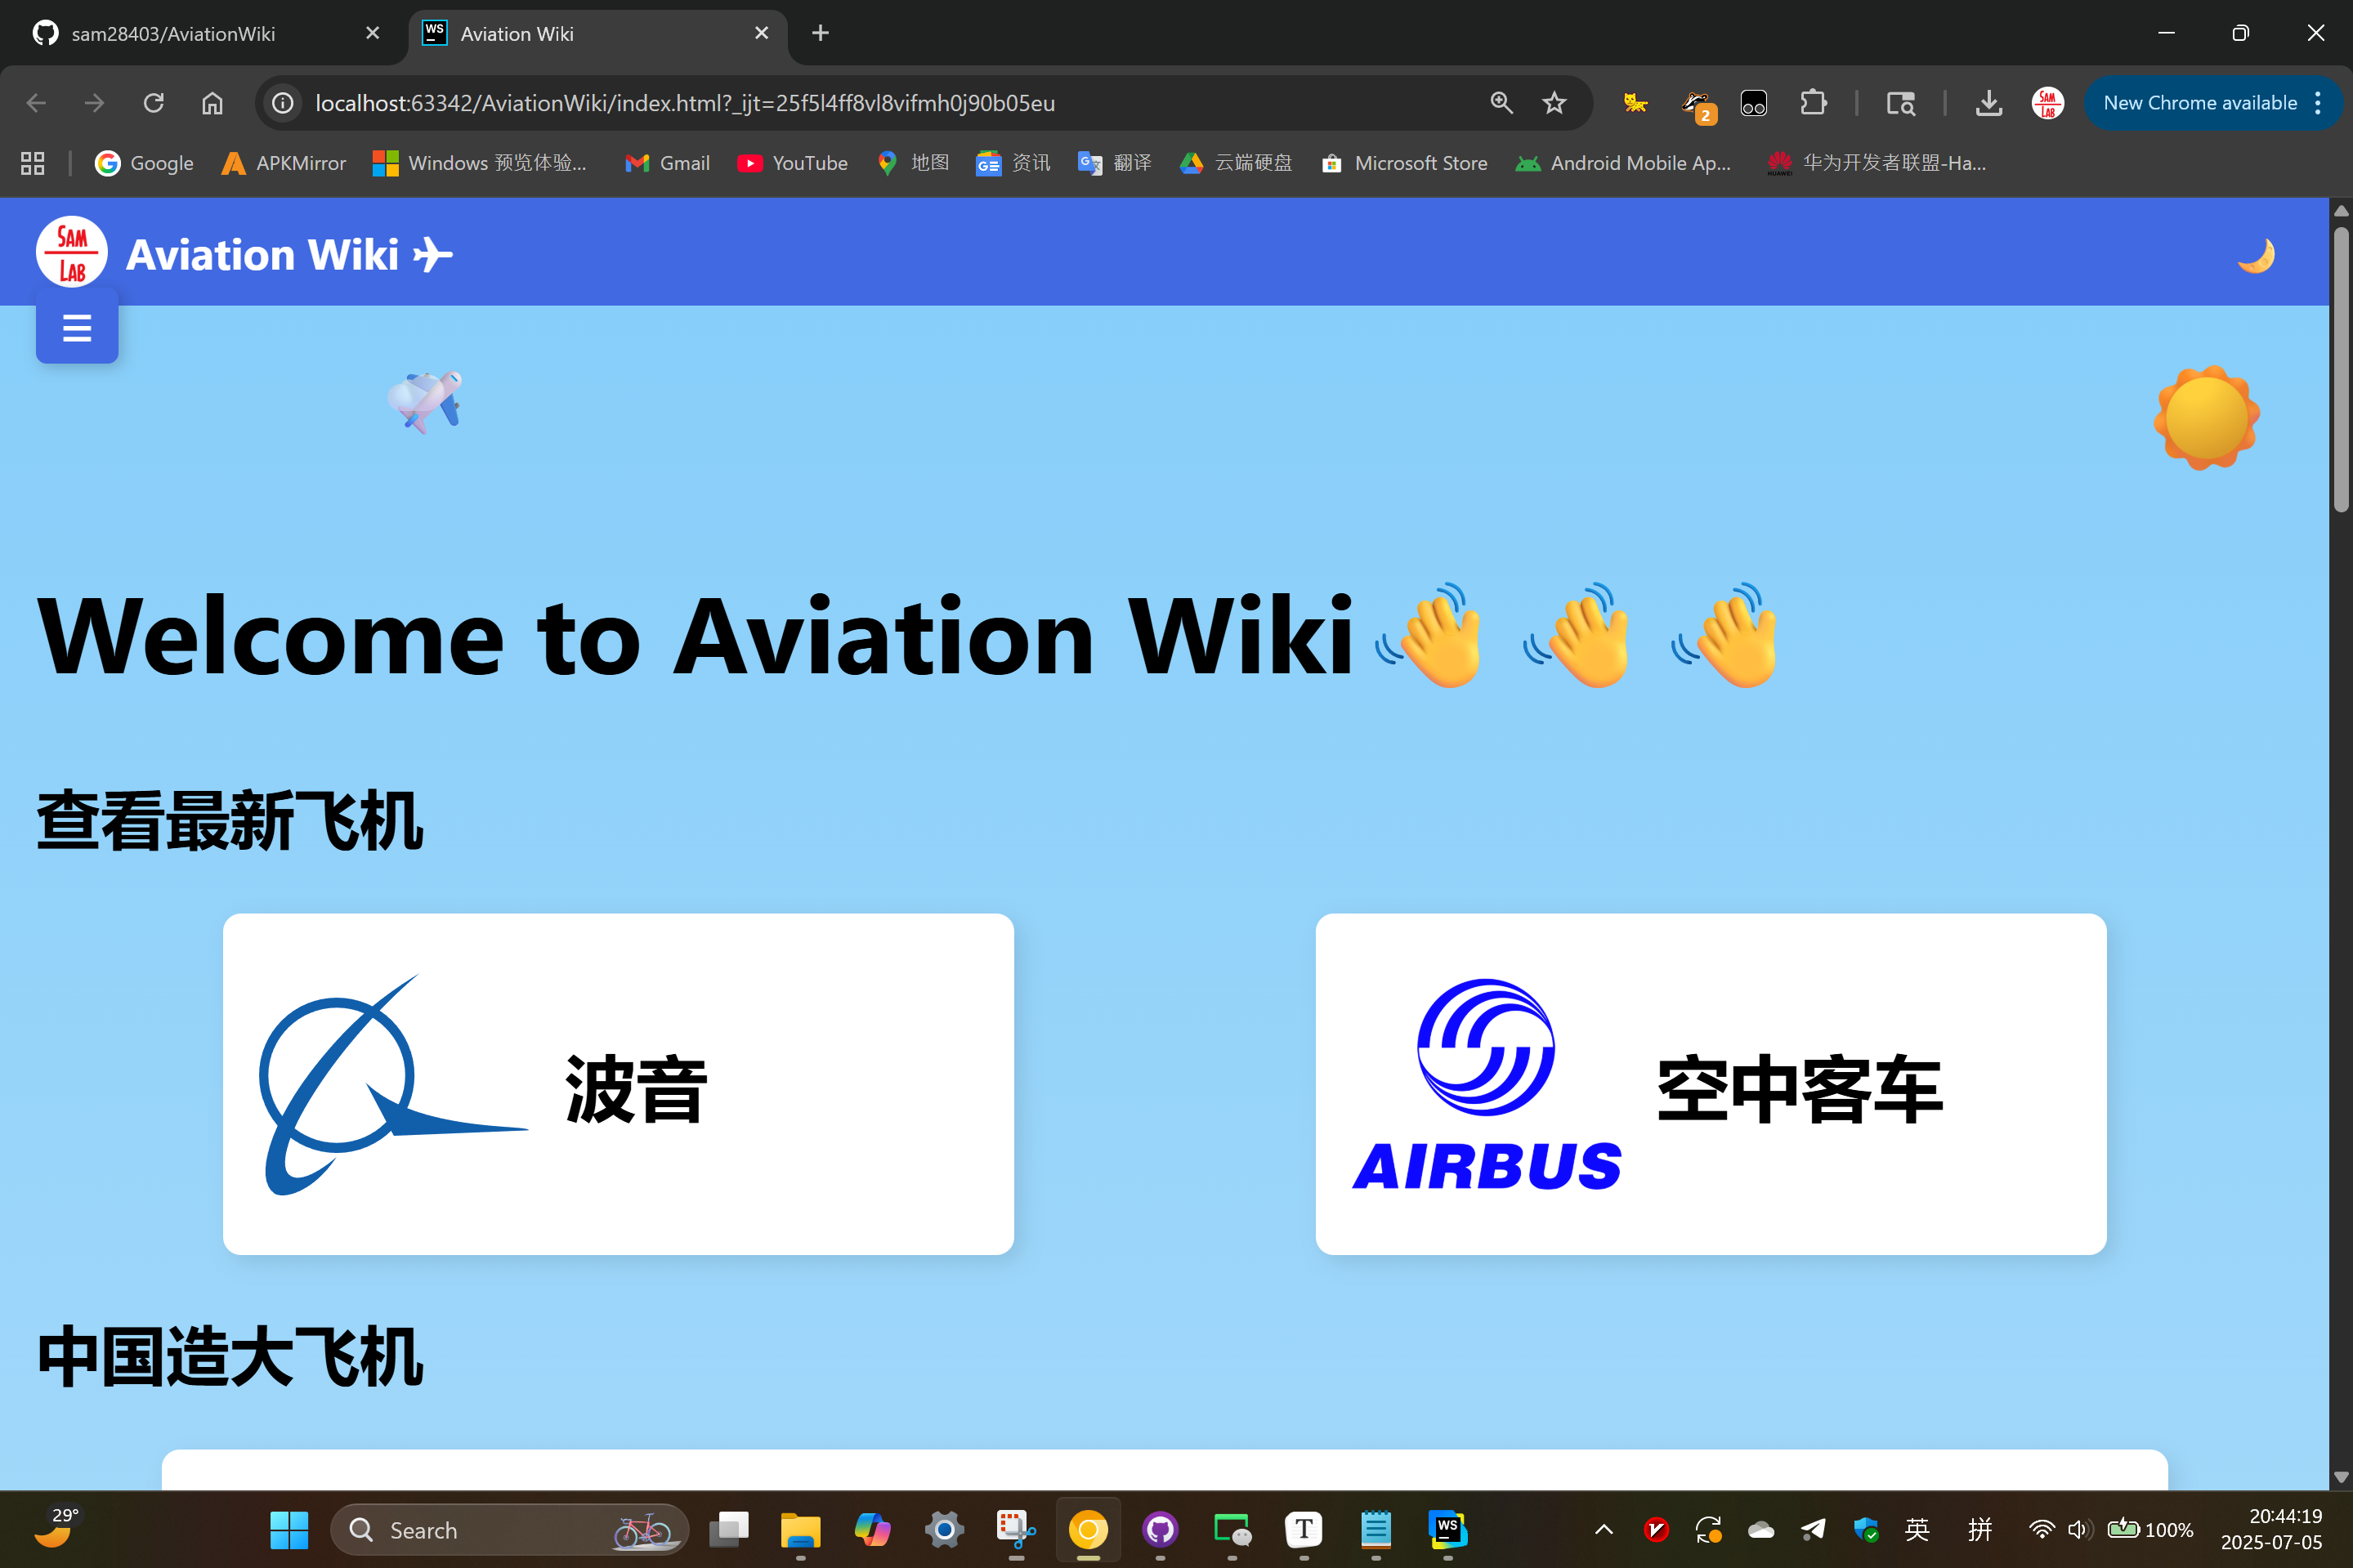 sam28403/AviationWiki
WS Aviation Wiki
localhost:63342/AviationWiki/index.html?_ijt=25f5l4ff8vl8vifmh0j90b05eu
2
SAM LAB
New Chrome available
Google
APKMirror
Windows 预览体验...
Gmail
YouTube
地图
资讯
翻译
云端硬盘
Microsoft Store
Android Mobile Ap...
华为开发者联盟-Ha...
SAM
LAB
Aviation Wiki
Welcome to Aviation Wiki
查看最新飞机
波音
AIRBUS
空中客车
中国造大飞机
29°
Search
T
WS
英
拼
100%
20:44:19
2025-07-05